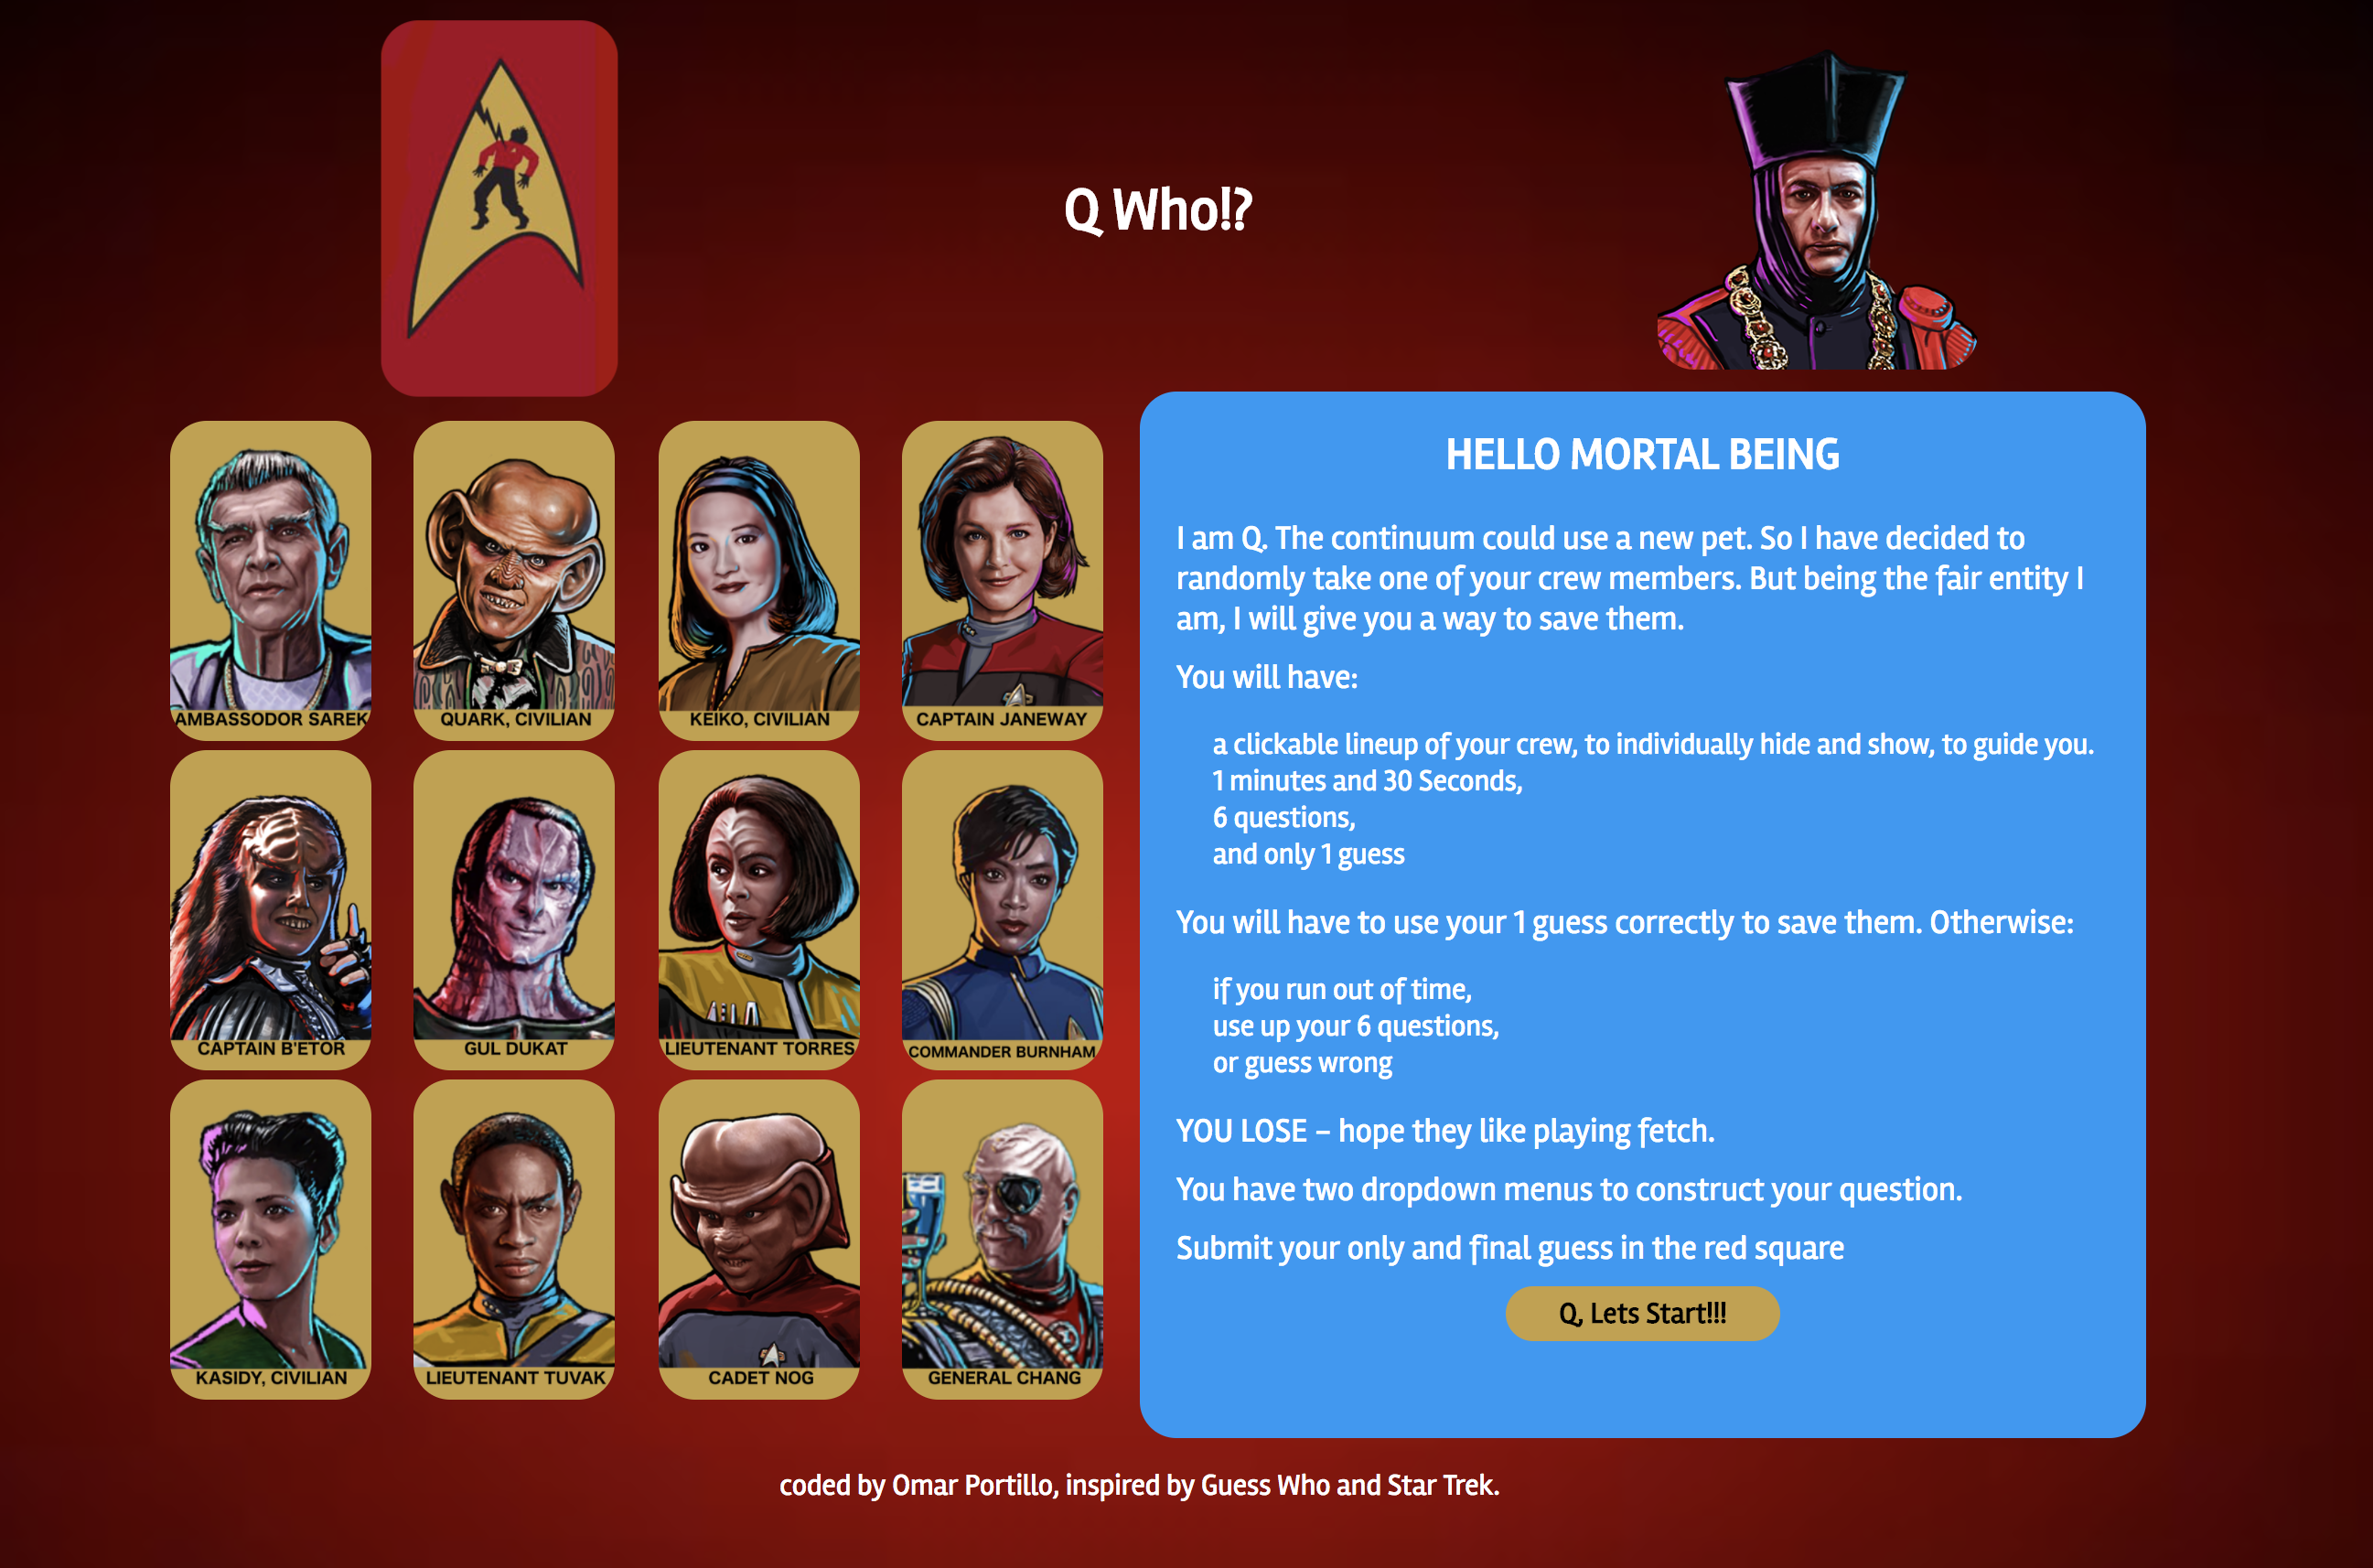 Q Who!?
AMBASSODOR SAREK
QUARK, CIVILIAN
KEIKO, CIVILIAN
CAPTAIN JANEWAY
CAPTAIN B'ETOR
GUL DUKAT
LIEUTENANT TORRES
COMMANDER BURNHAM
KASIDY, CIVILIAN
LIEUTENANT TUVAK
CADET NOG
GENERAL CHANG
HELLO MORTAL BEING
I am Q. The continuum could use a new pet. So I have decided to
randomly take one of your crew members. But being the fair entity I
am, I will give you a way to save them.
You will have:
a clickable lineup of your crew, to individually hide and show, to guide you.
1 minutes and 30 Seconds,
6 questions,
and only 1 guess
You will have to use your 1 guess correctly to save them. Otherwise:
if you run out of time,
use up your 6 questions,
or guess wrong
YOU LOSE – hope they like playing fetch.
You have two dropdown menus to construct your question.
Submit your only and final guess in the red square
Q, Lets Start!!!
coded by Omar Portillo, inspired by Guess Who and Star Trek.